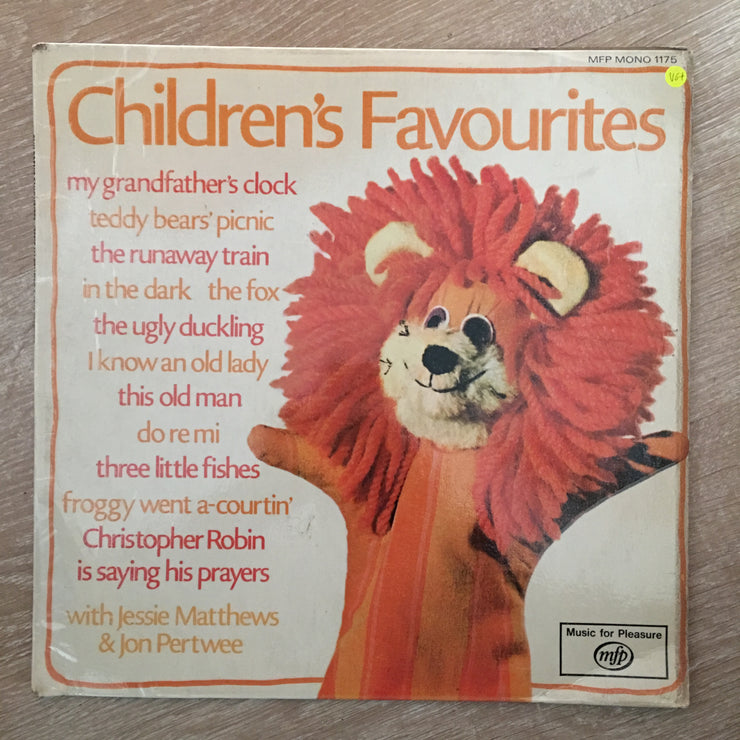 MFP MONO 1175
VG+
Children's Favourites
my grandfather's clock
teddy bears' picnic
the runaway train
in the dark the fox
the ugly duckling
I know an old lady
this old man
do re mi
three little fishes
froggy went a-courtin'
Christopher Robin
is saying his prayers
with Jessie Matthews
& Jon Pertwee
Music for Pleasure
mfp